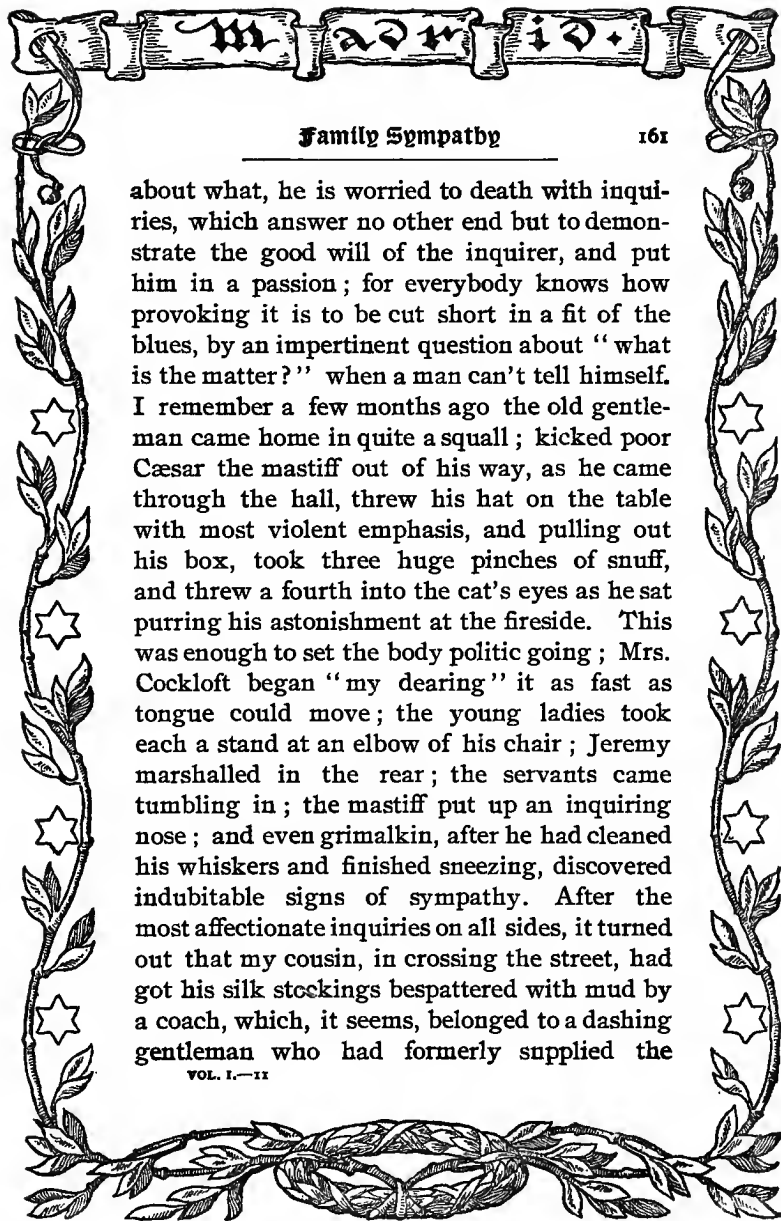 Madrid.
Family Sympathy 161
about what, he is worried to death with inqui-
ries, which answer no other end but to demon-
strate the good will of the inquirer, and put
him in a passion ; for everybody knows how
provoking it is to be cut short in a fit of the
blues, by an impertinent question about “ what
is the matter ? ” when a man can't tell himself.
I remember a few months ago the old gentle-
man came home in quite a squall ; kicked poor
Cæsar the mastiff out of his way, as he came
through the hall, threw his hat on the table
with most violent emphasis, and pulling out
his box, took three huge pinches of snuff,
and threw a fourth into the cat's eyes as he sat
purring his astonishment at the fireside. This
was enough to set the body politic going ; Mrs.
Cockloft began “ my dearing ” it as fast as
tongue could move ; the young ladies took
each a stand at an elbow of his chair ; Jeremy
marshalled in the rear ; the servants came
tumbling in ; the mastiff put up an inquiring
nose ; and even grimalkin, after he had cleaned
his whiskers and finished sneezing, discovered
indubitable signs of sympathy. After the
most affectionate inquiries on all sides, it turned
out that my cousin, in crossing the street, had
got his silk stockings bespattered with mud by
a coach, which, it seems, belonged to a dashing
gentleman who had formerly supplied the
VOL. I.—11